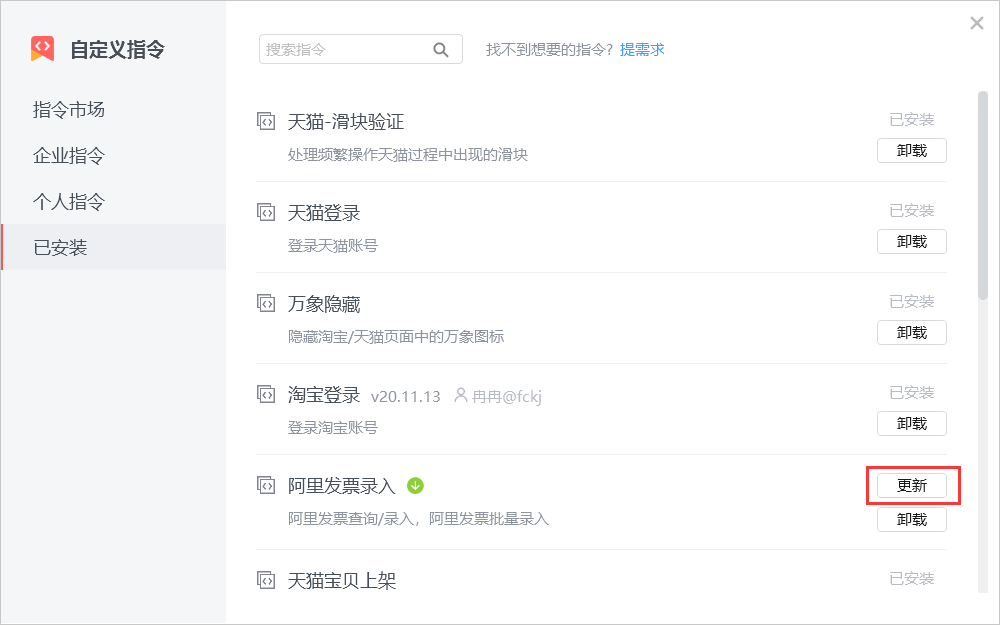 自定义指令
指令市场
企业指令
个人指令
已安装
搜索指令
找不到想要的指令? 提需求
天猫-滑块验证
处理频繁操作天猫过程中出现的滑块
已安装
卸载
天猫登录
登录天猫账号
已安装
卸载
万象隐藏
隐藏淘宝/天猫页面中的万象图标
已安装
卸载
淘宝登录 v20.11.13 冉冉@fckj
登录淘宝账号
已安装
卸载
阿里发票录入
阿里发票查询/录入，阿里发票批量录入
更新
卸载
天猫宝贝上架
已安装